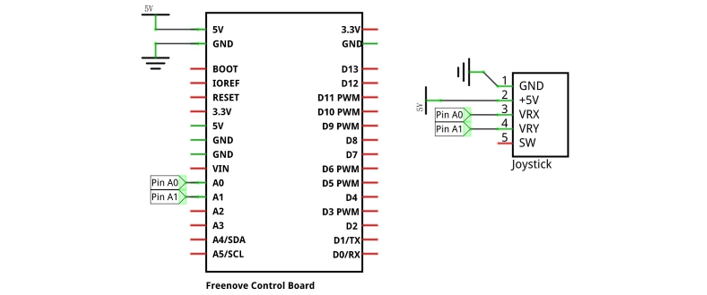 5V
5V
GND
BOOT
IOREF
RESET
3.3V
5V
GND
GND
VIN
Pin A0
A0
Pin A1
A1
A2
A3
A4/SDA
A5/SCL
3.3V
GND
D13
D12
D11 PWM
D10 PWM
D9 PWM
D8
D7
D6 PWM
D5 PWM
D4
D3 PWM
D2
D1/TX
D0/RX
Freenove Control Board
5V
1 GND
2 +5V
Pin A0 3 VRX
Pin A1 4 VRY
5 SW
Joystick